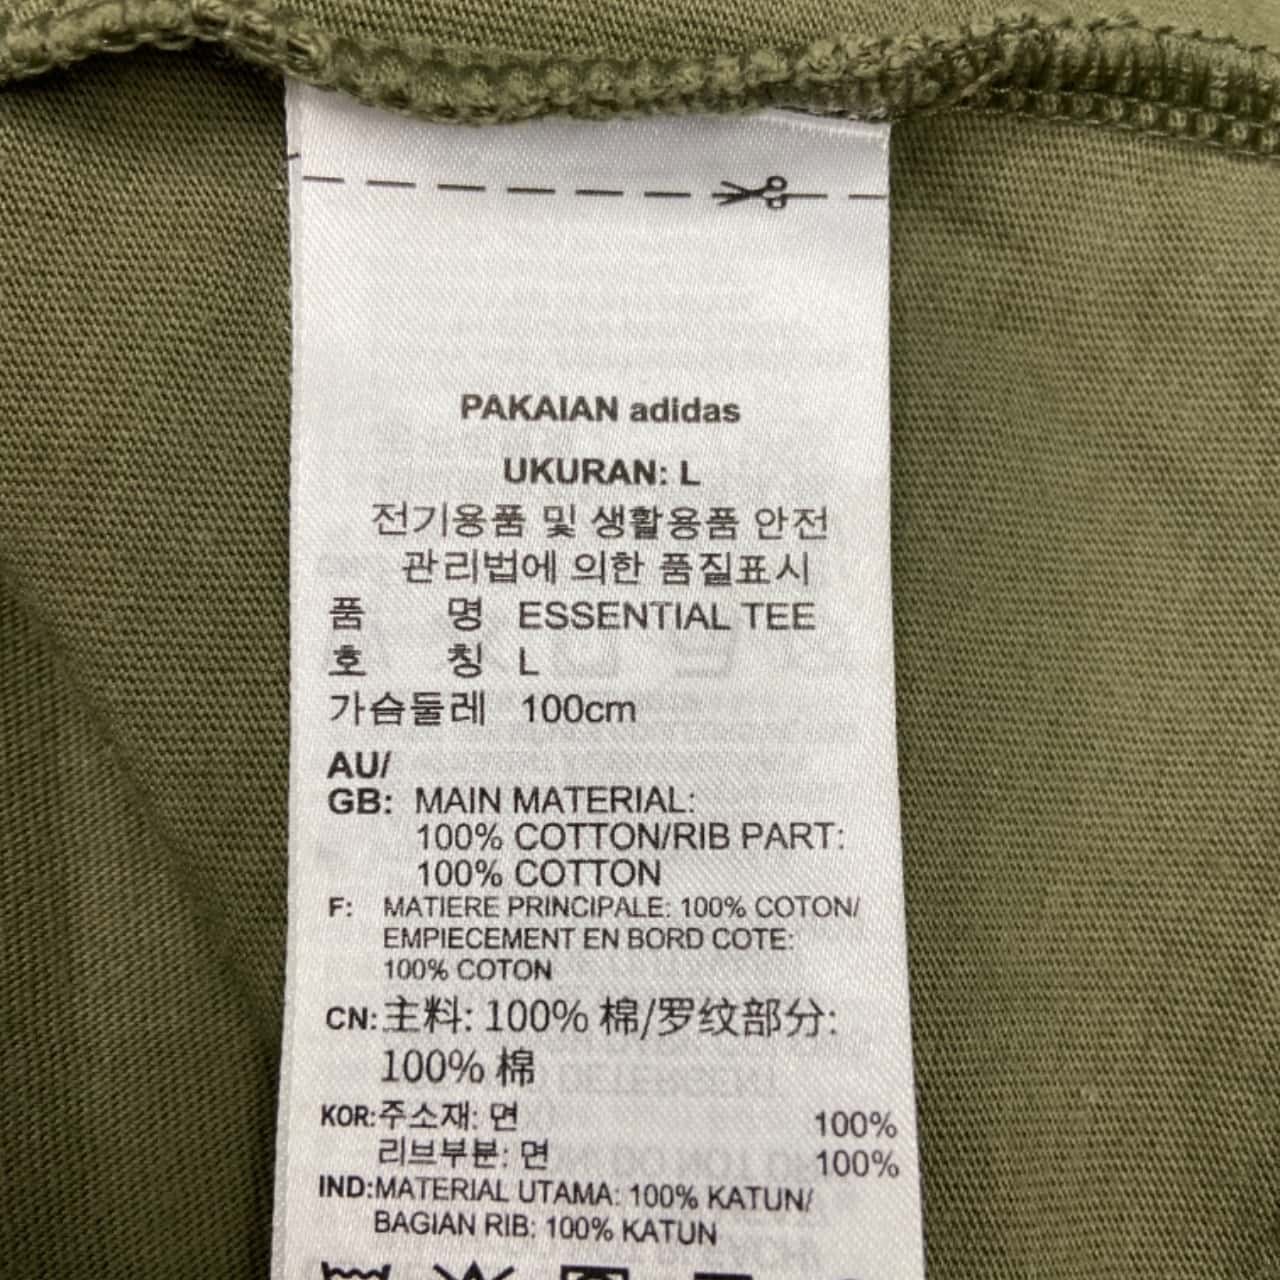 PAKAIAN adidas
UKURAN: L
전기용품 및 생활용품 안전
관리법에 의한 품질표시
품 명 ESSENTIAL TEE
호 칭 L
가슴둘레 100cm
AU/
GB: MAIN MATERIAL:
100% COTTON/RIB PART:
100% COTTON
F: MATIERE PRINCIPALE: 100% COTON/
EMPIECEMENT EN BORD COTE:
100% COTON
CN: 主料: 100% 棉/罗纹部分:
100% 棉
KOR: 주소재: 면 100%
리브부분: 면 100%
IND: MATERIAL UTAMA: 100% KATUN/
BAGIAN RIB: 100% KATUN